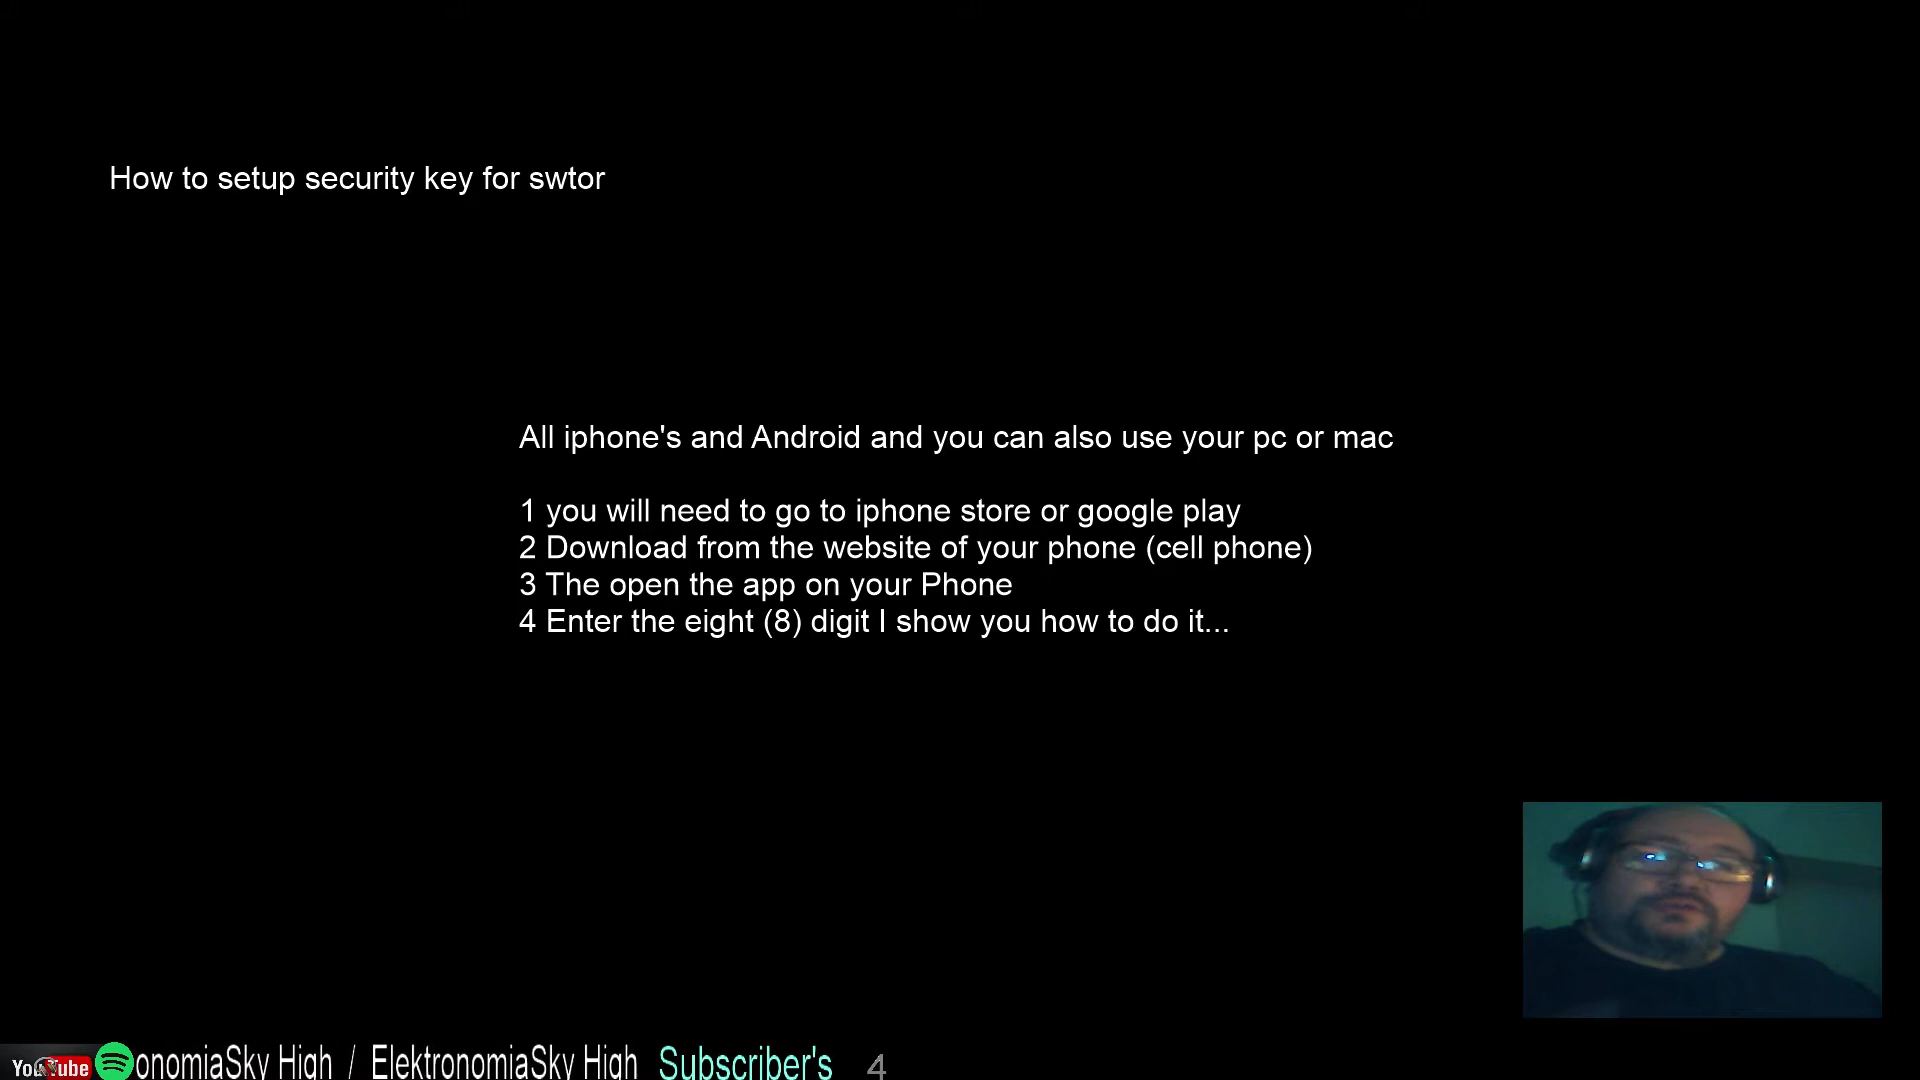 How to setup security key for swtor
All iphone's and Android and you can also use your pc or mac
1 you will need to go to iphone store or google play
2 Download from the website of your phone (cell phone)
3 The open the app on your Phone
4 Enter the eight (8) digit I show you how to do it...
YouTube onomiaSky High / ElektronomiaSky High Subscriber's 4